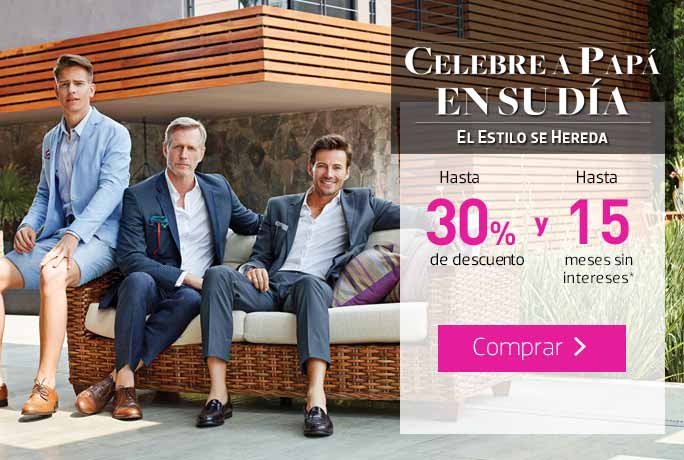 CELEBRE A PAPÁ
EN SU DÍA
EL ESTILO SE HEREDA
Hasta
30%
de descuento
y
Hasta
15
meses sin
intereses*
Comprar >